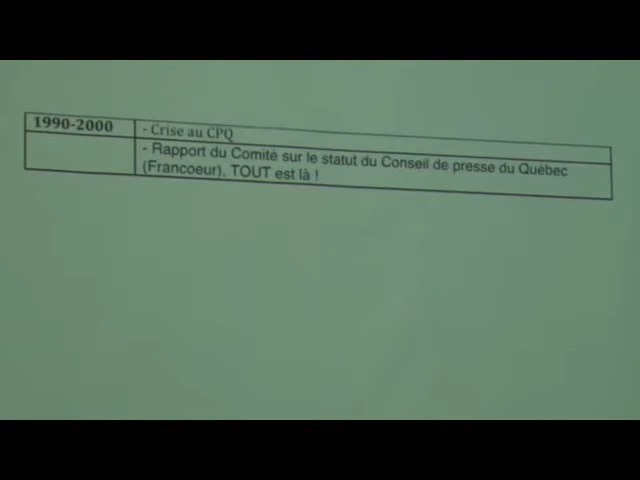 1990-2000
- Crise au CPQ
- Rapport du Comité sur le statut du Conseil de presse du Québec
(Francoeur), TOUT est là !